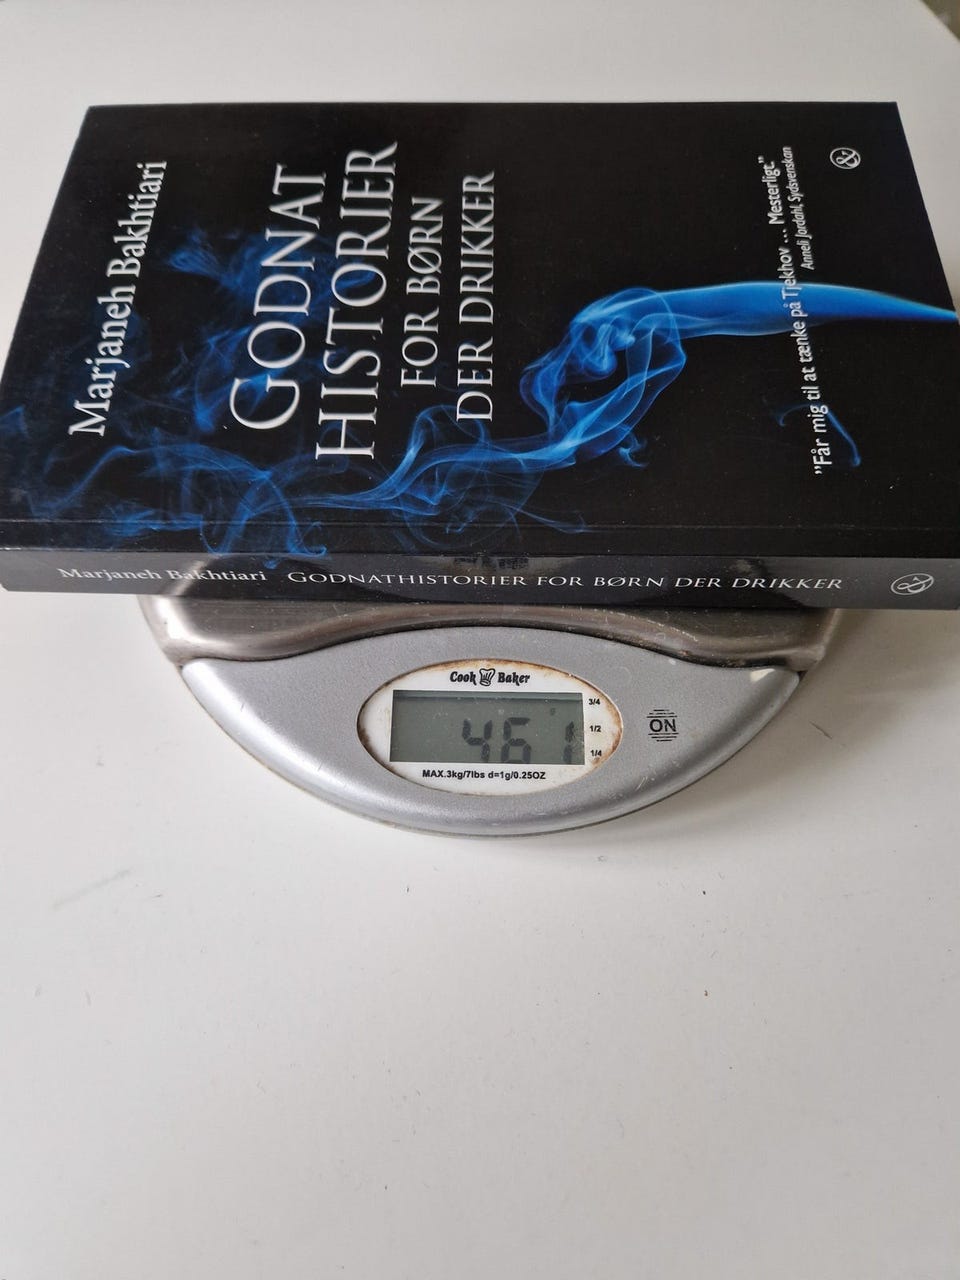 Marjaneh Bakhtiari
GODNAT
HISTORIER
FOR BØRN
DER DRIKKER
”Får mig til at tænke på Tjekhov ... Mesterligt.”
Anneli Jordahl, Sydsvenskan
&
Marjaneh Bakhtiari GODNATHISTORIER FOR BØRN DER DRIKKER &
Cook Baker
461
3/4
1/2
1/4
MAX.3kg/7lbs d=1g/0.25OZ
ON